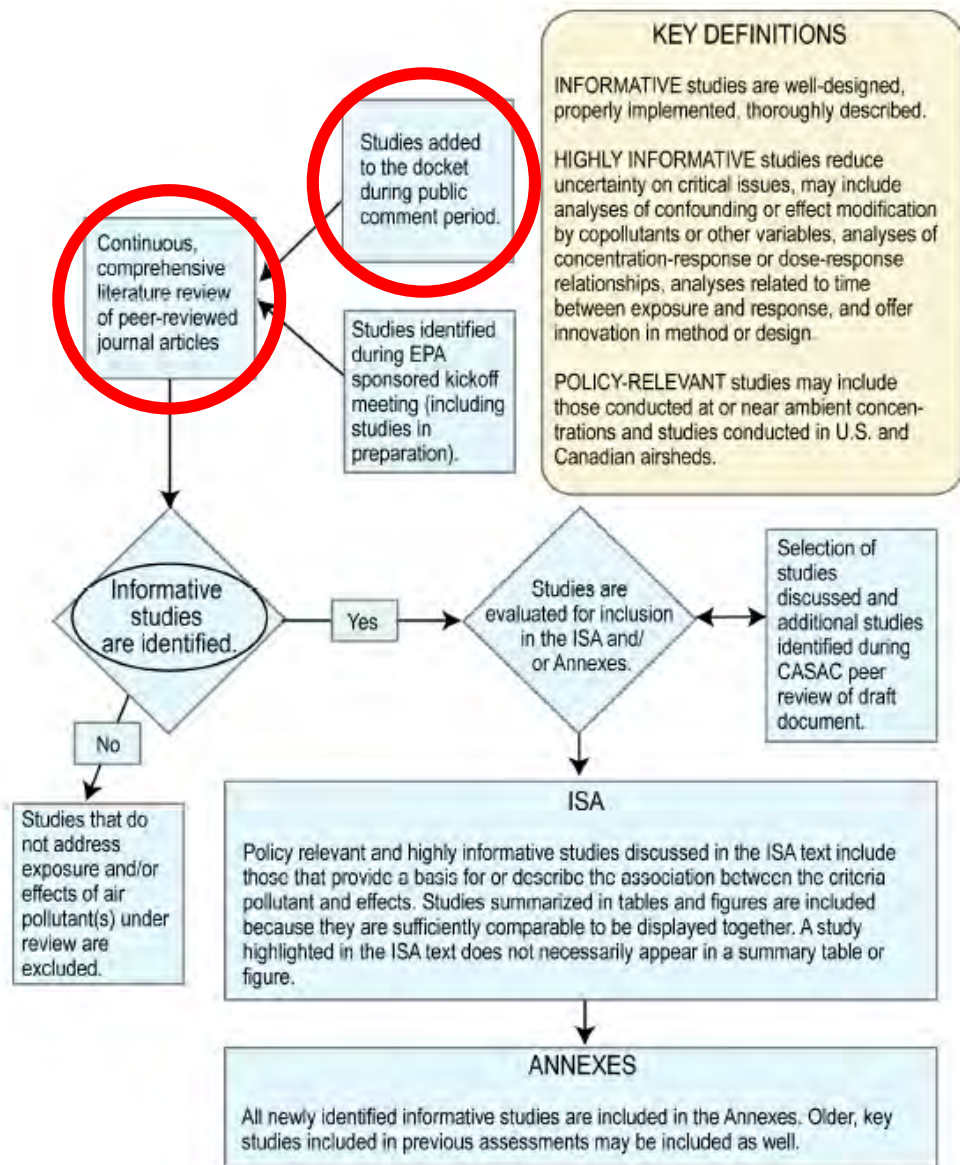 KEY DEFINITIONS
INFORMATIVE studies are well-designed,
properly implemented, thoroughly described.
HIGHLY INFORMATIVE studies reduce
uncertainty on critical issues, may include
analyses of confounding or effect modification
by copollutants or other variables, analyses of
concentration-response or dose-response
relationships, analyses related to time
between exposure and response, and offer
innovation in method or design.
POLICY-RELEVANT studies may include
those conducted at or near ambient concen-
trations and studies conducted in U.S. and
Canadian airsheds.
Studies added
to the docket
during public
comment period.
Continuous,
comprehensive
literature review
of peer-reviewed
journal articles
Studies identified
during EPA
sponsored kickoff
meeting (including
studies in
preparation).
Informative
studies
are identified.
Yes
Studies are
evaluated for inclusion
in the ISA and/
or Annexes.
Selection of
studies
discussed and
additional studies
identified during
CASAC peer
review of draft
document.
No
Studies that do
not address
exposure and/or
effects of air
pollutant(s) under
review are
excluded.
ISA
Policy relevant and highly informative studies discussed in the ISA text include
those that provide a basis for or describe the association between the criteria
pollutant and effects. Studies summarized in tables and figures are included
because they are sufficiently comparable to be displayed together. A study
highlighted in the ISA text does not necessarily appear in a summary table or
figure.
ANNEXES
All newly identified informative studies are included in the Annexes. Older, key
studies included in previous assessments may be included as well.